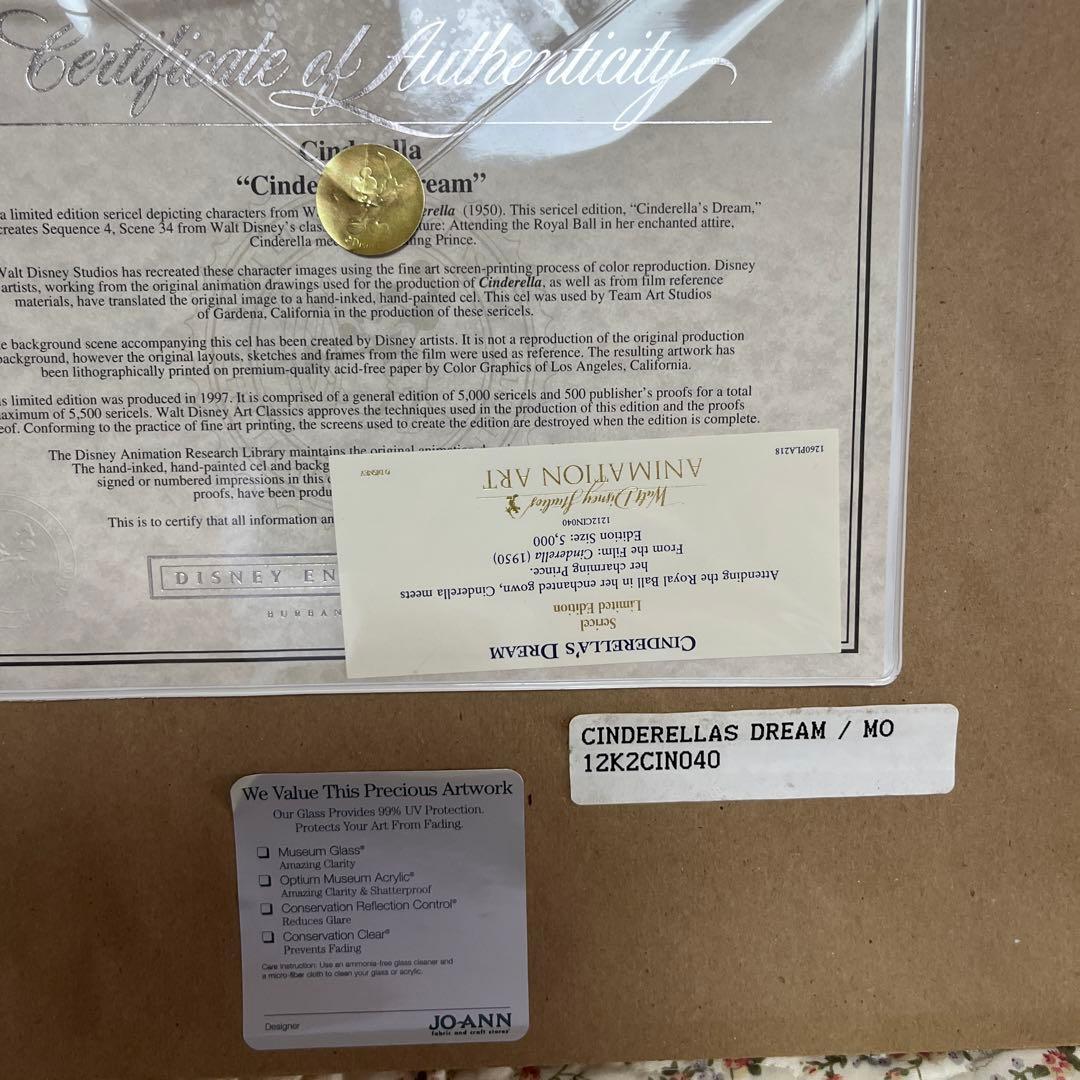 Certificate of Authenticity
a limited edition sericel depicting characters from (1950). This sericel edition, “Cinderella’s Dream,”
Sequence 4, Scene 34 from Walt Disney’s Attending the Royal Ball in her enchanted attire,
Cinderella Prince.
Walt Disney Studios has recreated these character images using the fine art screen-printing process of color reproduction. Disney
artists, working from the original animation drawings used for the production of Cinderella, as well as from film reference
materials, have translated the original image to a hand-inked, hand-painted cel. This cel was used by Team Art Studios
of Gardena, California in the production of these sericels.
background scene accompanying this cel has been created by Disney artists. It is not a reproduction of the original production
background, however the original layouts, sketches and frames from the film were used as reference. The resulting artwork has
been lithographically printed on premium-quality acid-free paper by Color Graphics of Los Angeles, California.
limited edition was produced in 1997. It is comprised of a general edition of 5,000 sericels and 500 publisher’s proofs for a total
maximum of 5,500 sericels. Walt Disney Art Classics approves the techniques used in the production of this edition and the proofs
Conforming to the practice of fine art printing, the screens used to create the edition are destroyed when the edition is complete.
The Disney Animation Research Library maintains the original
The hand-inked, hand-painted cel and
signed or numbered impressions in this
proofs, have been
This is to certify that all information
DISNEY EN
BURBAN
CINDERELLA’S DREAM
Sericel
Limited Edition
Attending the Royal Ball in her enchanted gown, Cinderella meets
her charming Prince.
From the Film: Cinderella (1950)
Edition Size: 5,000
1212CIN040
Walt Disney Studios
ANIMATION ART
1260PLA218
© DISNEY
CINDERELLAS DREAM / MO
12K2CIN040
We Value This Precious Artwork
Our Glass Provides 99% UV Protection.
Protects Your Art From Fading.
Museum Glass®
Amazing Clarity
Optium Museum Acrylic®
Amazing Clarity & Shatterproof
Conservation Reflection Control®
Reduces Glare
Conservation Clear®
Prevents Fading
Care Instruction: Use an ammonia-free glass cleaner and
a micro-fiber cloth to clean your glass or acrylic.
Designer
JO-ANN
fabric and craft stores®